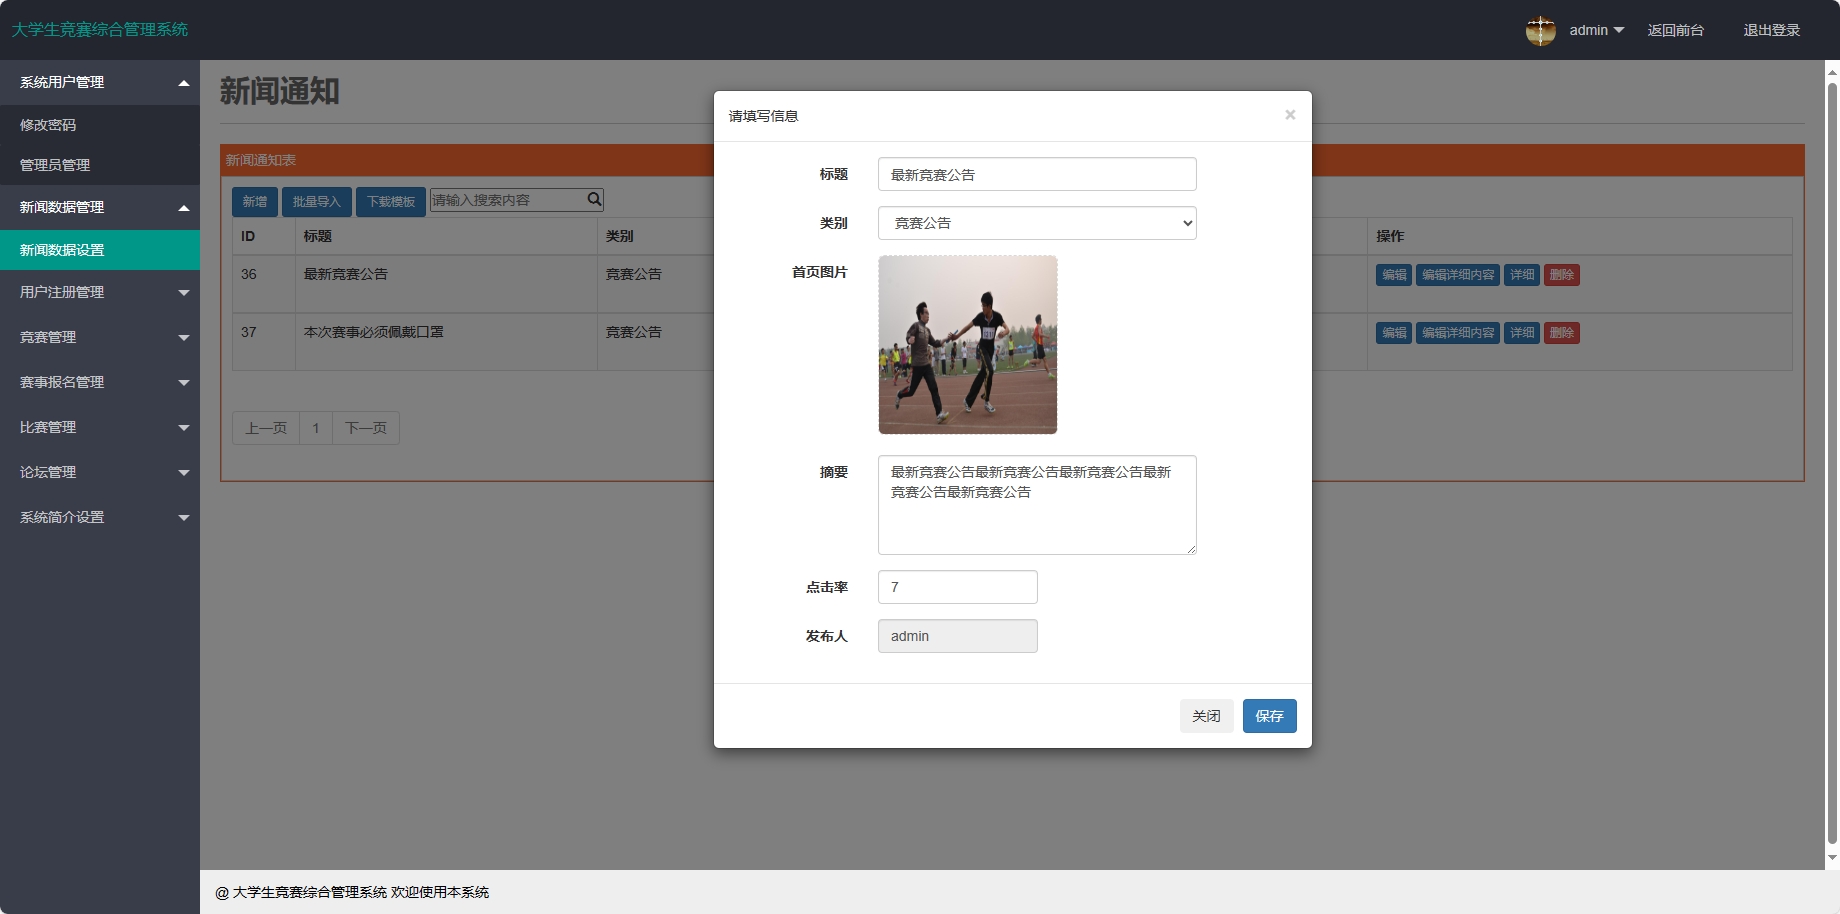 大学生竞赛综合管理系统
admin
返回前台
退出登录
系统用户管理
修改密码
管理员管理
新闻数据管理
新闻数据设置
用户注册管理
竞赛管理
赛事报名管理
比赛管理
论坛管理
系统简介设置
新闻通知
新闻通知表
新增 批量导入 下载模板 请输入搜索内容
ID 标题 类别 操作
36 最新竞赛公告 竞赛公告 编辑 编辑详细内容 详细 删除
37 本次赛事必须佩戴口罩 竞赛公告 编辑 编辑详细内容 详细 删除
上一页 1 下一页
请填写信息 ×
标题 最新竞赛公告
类别 竞赛公告
首页图片
摘要 最新竞赛公告最新竞赛公告最新竞赛公告最新
竞赛公告最新竞赛公告
点击率 7
发布人 admin
关闭 保存
@ 大学生竞赛综合管理系统 欢迎使用本系统